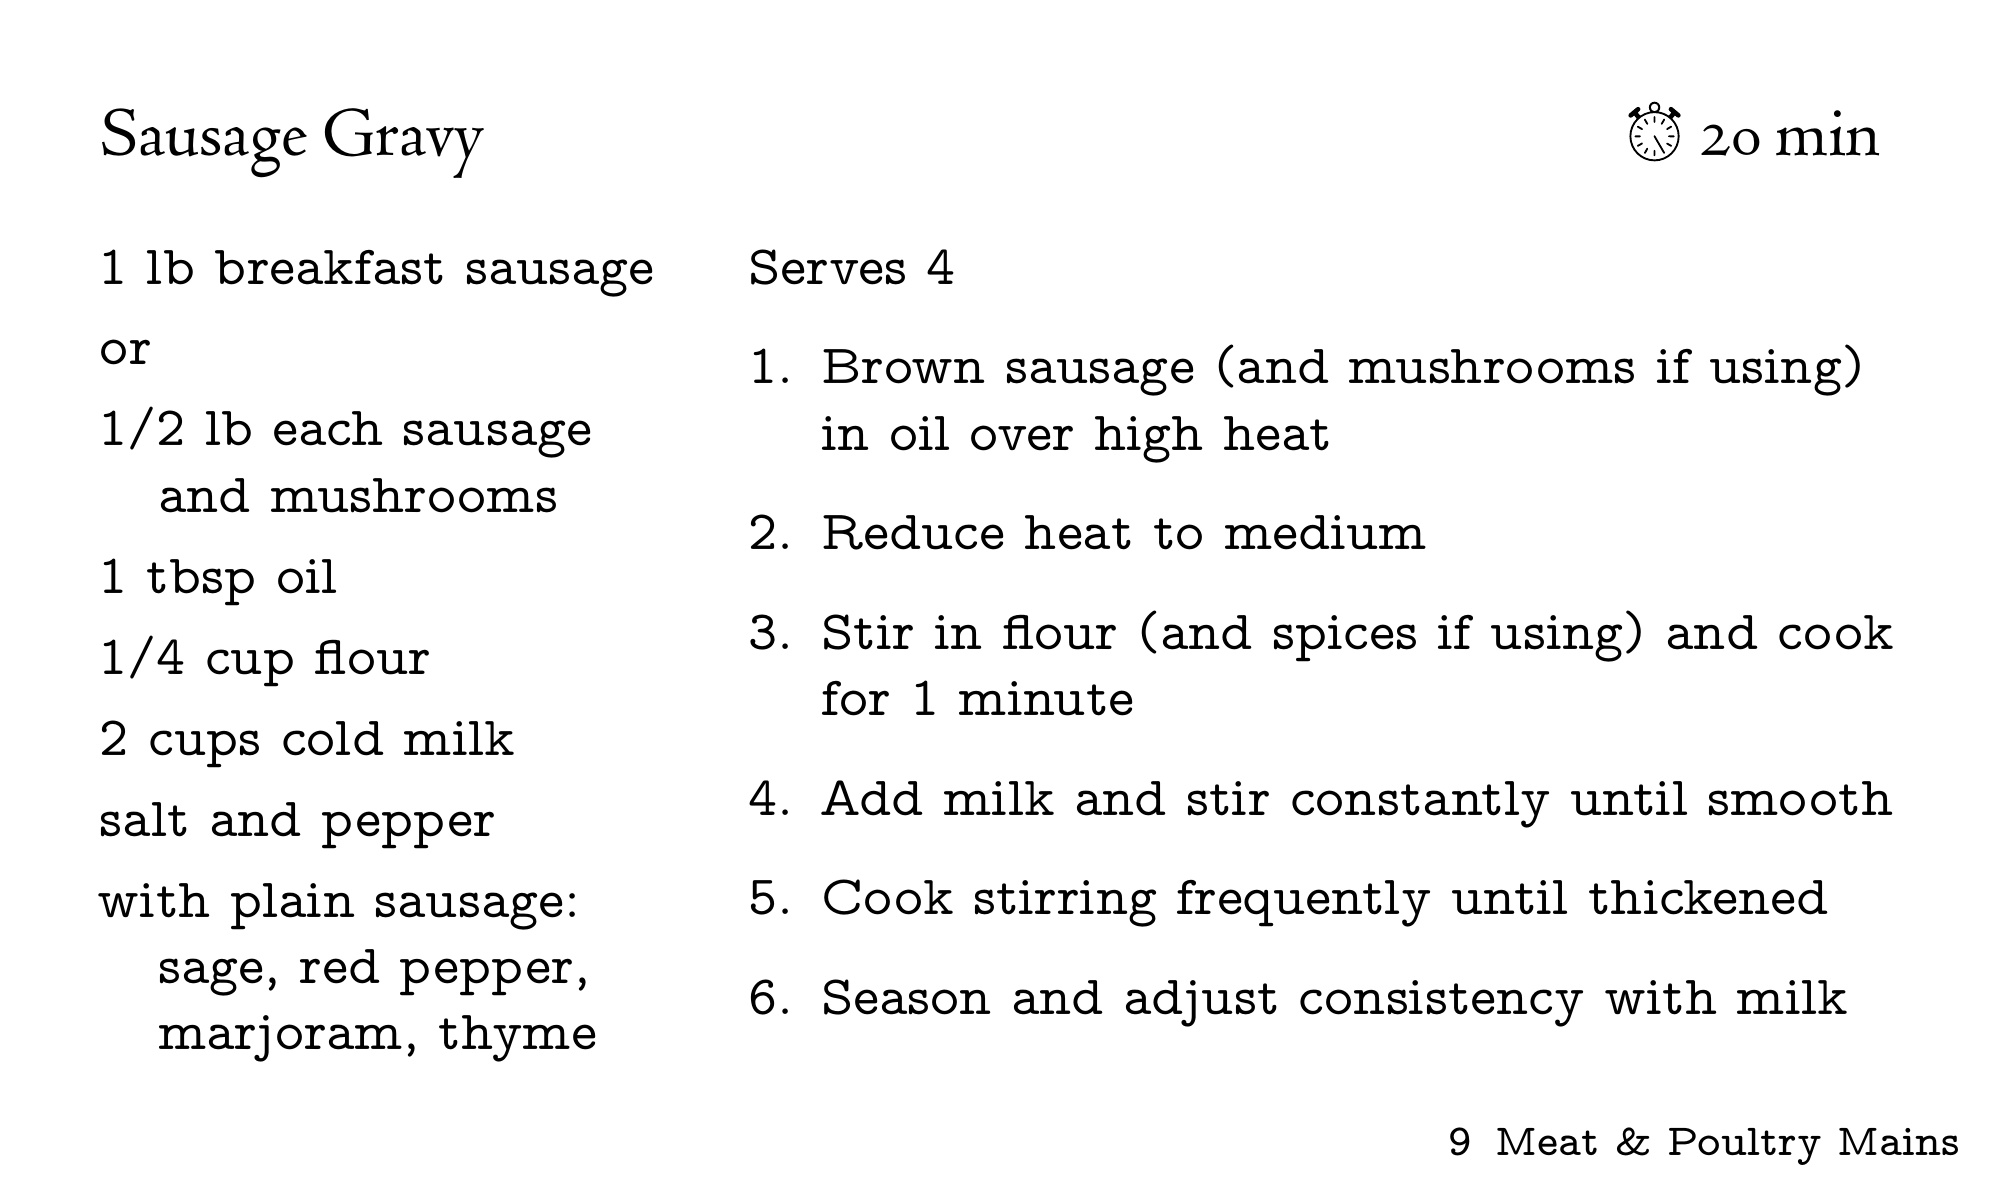 Sausage Gravy
20 min
1 lb breakfast sausage
or
1/2 lb each sausage
and mushrooms
1 tbsp oil
1/4 cup flour
2 cups cold milk
salt and pepper
with plain sausage:
sage, red pepper,
marjoram, thyme
Serves 4
1. Brown sausage (and mushrooms if using)
in oil over high heat
2. Reduce heat to medium
3. Stir in flour (and spices if using) and cook
for 1 minute
4. Add milk and stir constantly until smooth
5. Cook stirring frequently until thickened
6. Season and adjust consistency with milk
9 Meat & Poultry Mains